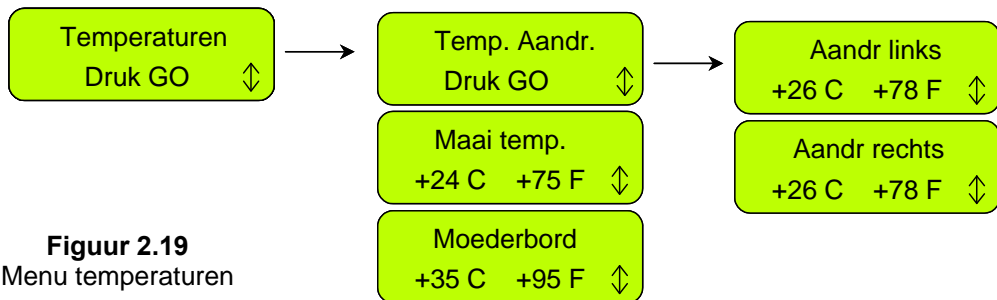 Temperaturen
Druk GO
Temp. Aandr.
Druk GO
Maai temp.
+24 C +75 F
Moederbord
+35 C +95 F
Aandr links
+26 C +78 F
Aandr rechts
+26 C +78 F
Figuur 2.19
Menu temperaturen